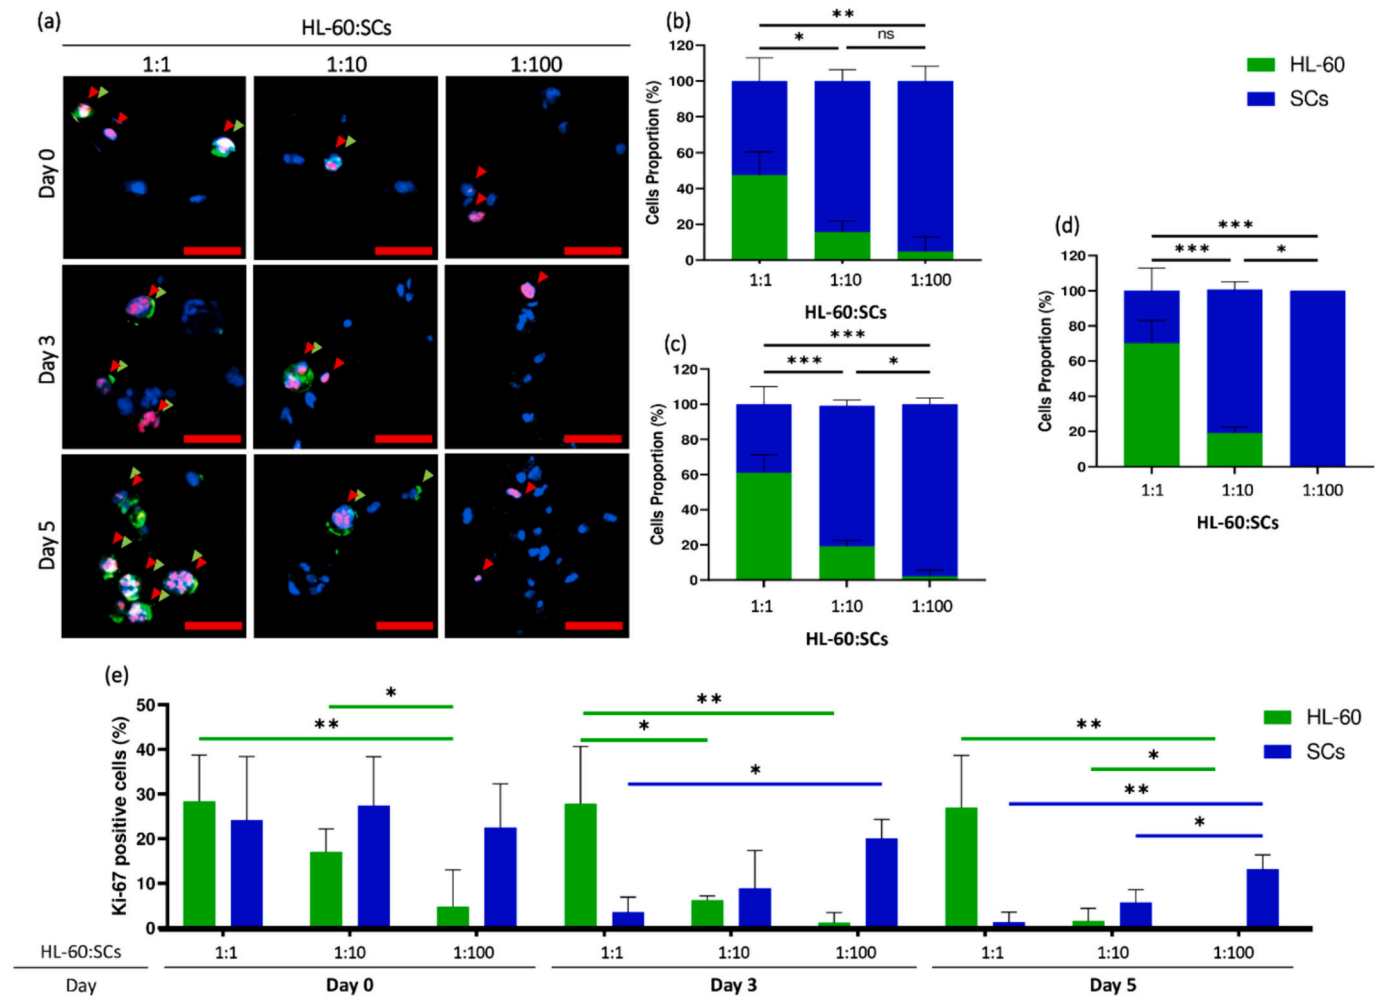 (a)
HL-60:SCs
1:1 1:10 1:100
Day 0
Day 3
Day 5
(b)
** 
* ns
Cells Proportion (%)
120
100
80
60
40
20
0
1:1 1:10 1:100
HL-60:SCs
HL-60
SCs
(c)
***
*** *
Cells Proportion (%)
120
100
80
60
40
20
0
1:1 1:10 1:100
HL-60:SCs
(d)
***
*** *
Cells Proportion (%)
120
100
80
60
40
20
0
1:1 1:10 1:100
HL-60:SCs
(e)
Ki-67 positive cells (%)
50
40
30
20
10
0
*
**
**
*
*
**
*
**
*
HL-60
SCs
HL-60:SCs 1:1 1:10 1:100 1:1 1:10 1:100 1:1 1:10 1:100
Day Day 0 Day 3 Day 5